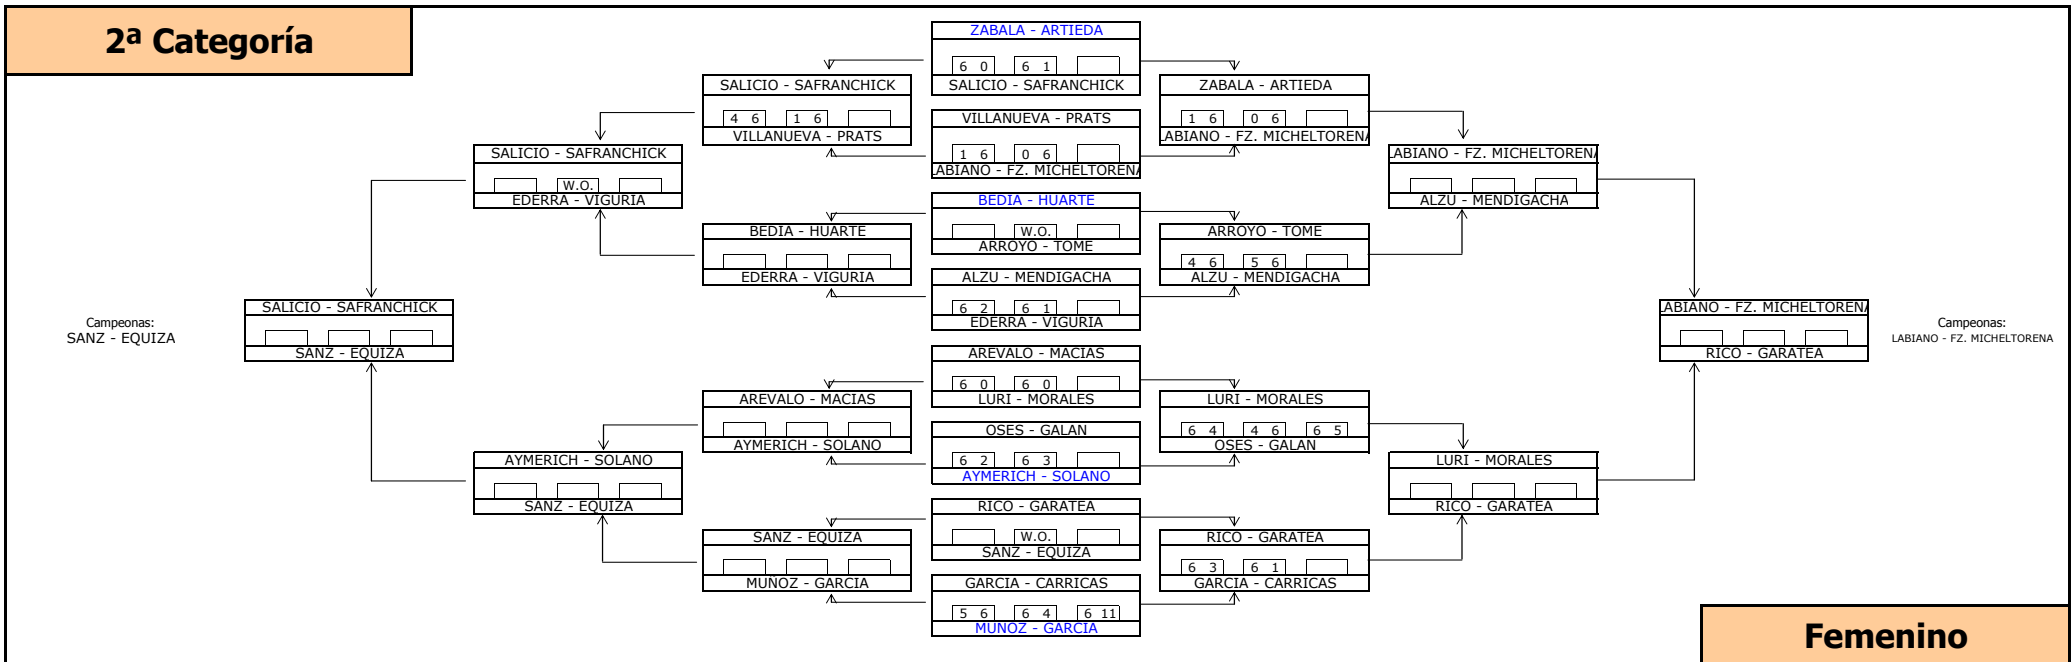 2ª Categoría
ZABALA - ARTIEDA
6 0 6 1
SALICIO - SAFRANCHICK
VILLANUEVA - PRATS
1 6 0 6
LABIANO - FZ. MICHELTORENA
BEDIA - HUARTE
W.O.
ARROYO - TOME
ALZU - MENDIGACHA
6 2 6 1
EDERRA - VIGURIA
AREVALO - MACIAS
6 0 6 0
LURI - MORALES
OSES - GALAN
6 2 6 3
AYMERICH - SOLANO
RICO - GARATEA
W.O.
SANZ - EQUIZA
GARCIA - CARRICAS
5 6 6 4 6 11
MUÑOZ - GARCIA
SALICIO - SAFRANCHICK
4 6 1 6
VILLANUEVA - PRATS
BEDIA - HUARTE
EDERRA - VIGURIA
AREVALO - MACIAS
AYMERICH - SOLANO
SANZ - EQUIZA
MUÑOZ - GARCIA
SALICIO - SAFRANCHICK
W.O.
EDERRA - VIGURIA
AYMERICH - SOLANO
SANZ - EQUIZA
SALICIO - SAFRANCHICK
SANZ - EQUIZA
Campeonas:
SANZ - EQUIZA
ZABALA - ARTIEDA
1 6 0 6
LABIANO - FZ. MICHELTORENA
ARROYO - TOME
4 6 5 6
ALZU - MENDIGACHA
LURI - MORALES
6 4 4 6 6 5
OSES - GALAN
RICO - GARATEA
6 3 6 1
GARCIA - CARRICAS
LABIANO - FZ. MICHELTORENA
ALZU - MENDIGACHA
LURI - MORALES
RICO - GARATEA
LABIANO - FZ. MICHELTORENA
RICO - GARATEA
Campeonas:
LABIANO - FZ. MICHELTORENA
Femenino